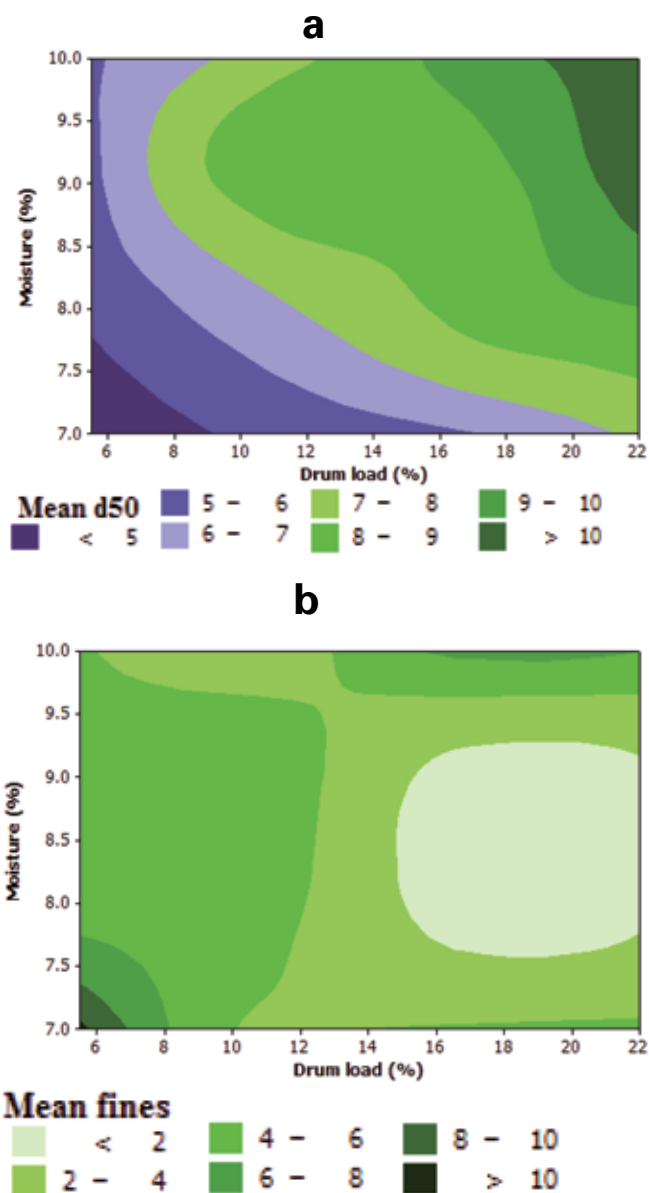 a
10.0
9.5
9.0
8.5
8.0
7.5
7.0
Moisture (%)
6 8 10 12 14 16 18 20 22
Drum load (%)
Mean d50
< 5
5 – 6
6 – 7
7 – 8
8 – 9
9 – 10
> 10
b
10.0
9.5
9.0
8.5
8.0
7.5
7.0
Moisture (%)
6 8 10 12 14 16 18 20 22
Drum load (%)
Mean fines
< 2
2 – 4
4 – 6
6 – 8
8 – 10
> 10